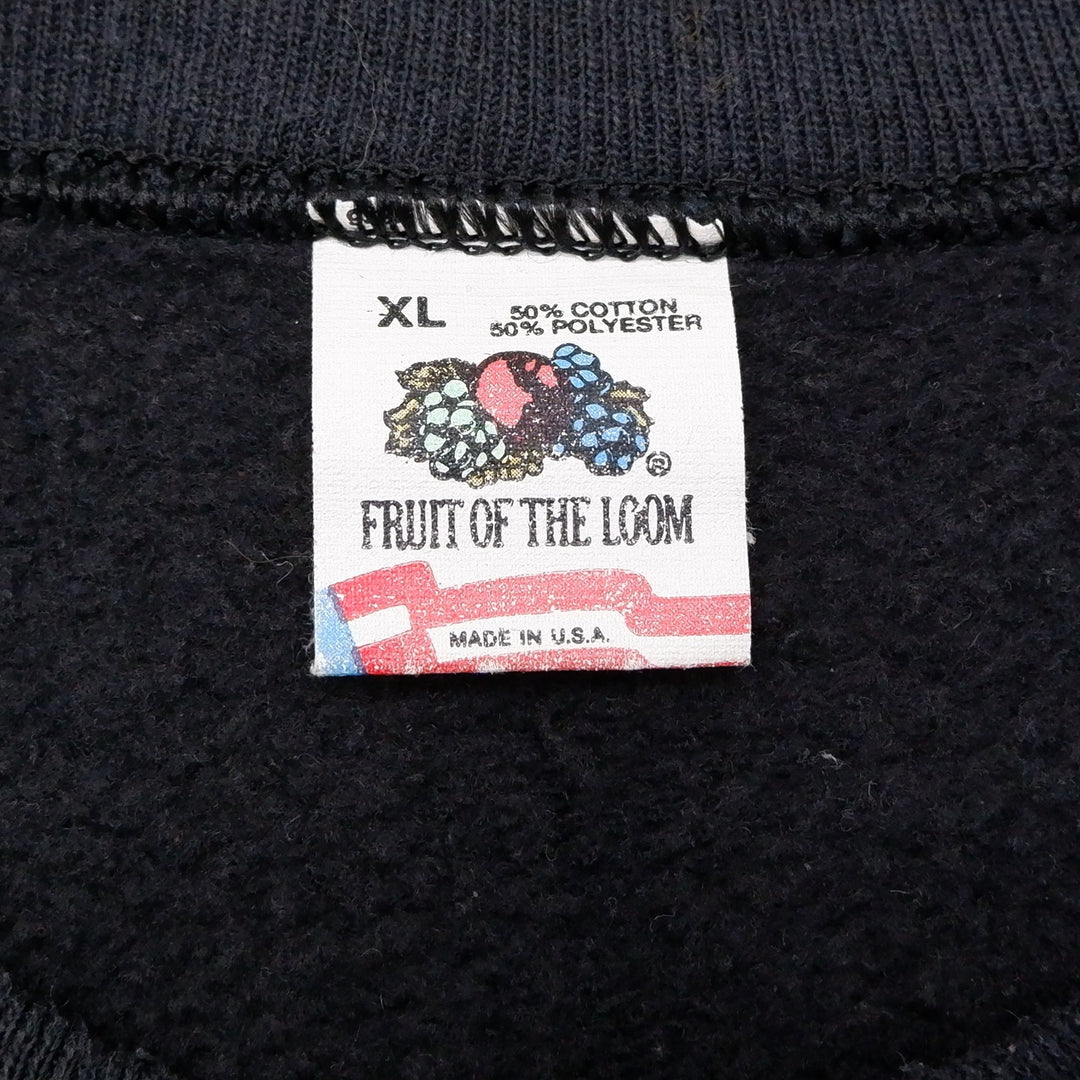 XL
50% COTTON
50% POLYESTER
®
FRUIT OF THE LOOM
MADE IN U.S.A.